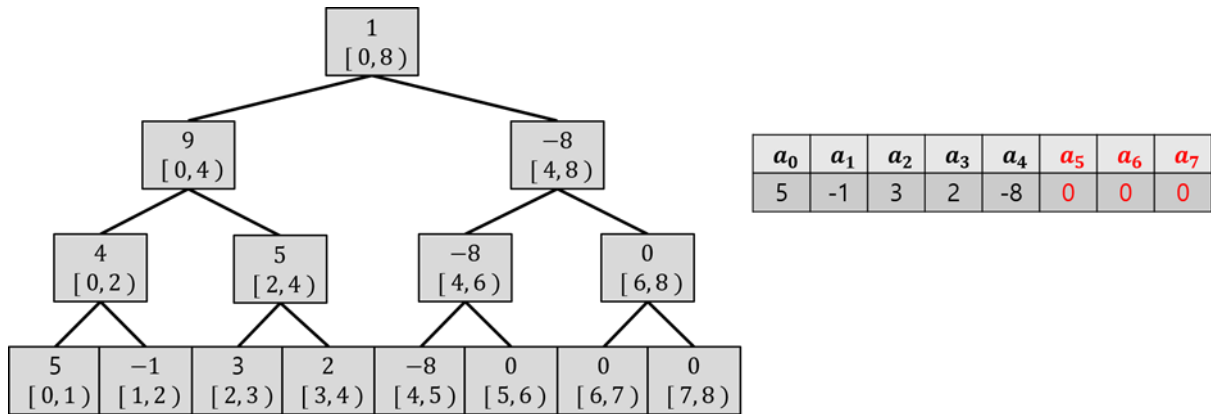 1
[ 0,8 )
9
[ 0,4 )
−8
[ 4,8 )
4
[ 0,2 )
5
[ 2,4 )
−8
[ 4,6 )
0
[ 6,8 )
5
[ 0,1 )
−1
[ 1,2 )
3
[ 2,3 )
2
[ 3,4 )
−8
[ 4,5 )
0
[ 5,6 )
0
[ 6,7 )
0
[7,8 )
a₀ a₁ a₂ a₃ a₄ a₅ a₆ a₇
5 -1 3 2 -8 0 0 0